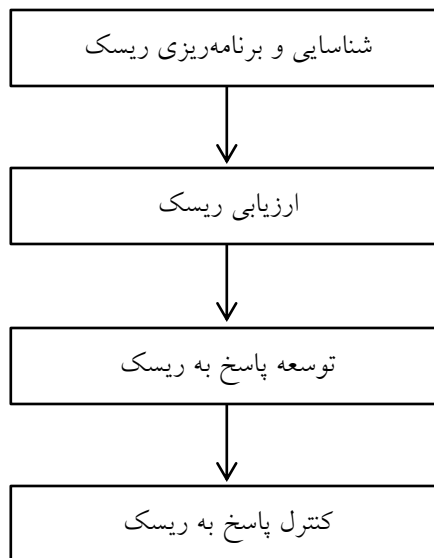 شناسایی و برنامه‌ریزی ریسک
ارزیابی ریسک
توسعه پاسخ به ریسک
کنترل پاسخ به ریسک